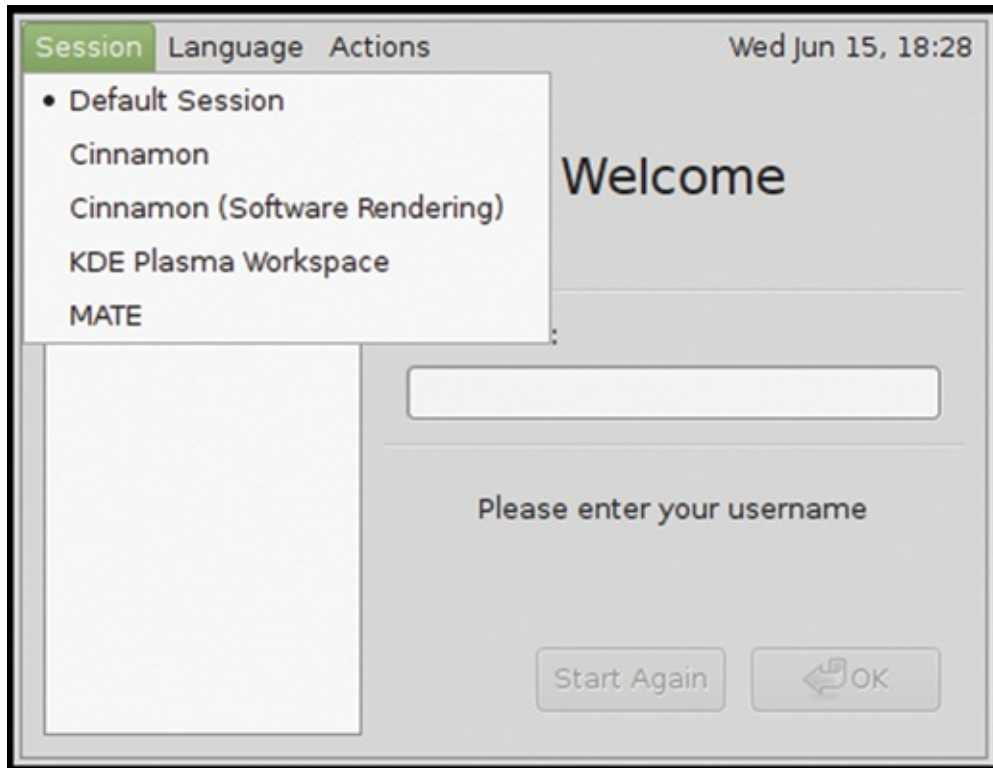 Session Language Actions Wed Jun 15, 18:28
• Default Session
Cinnamon
Cinnamon (Software Rendering)
KDE Plasma Workspace
MATE
Welcome
:
Please enter your username
Start Again OK